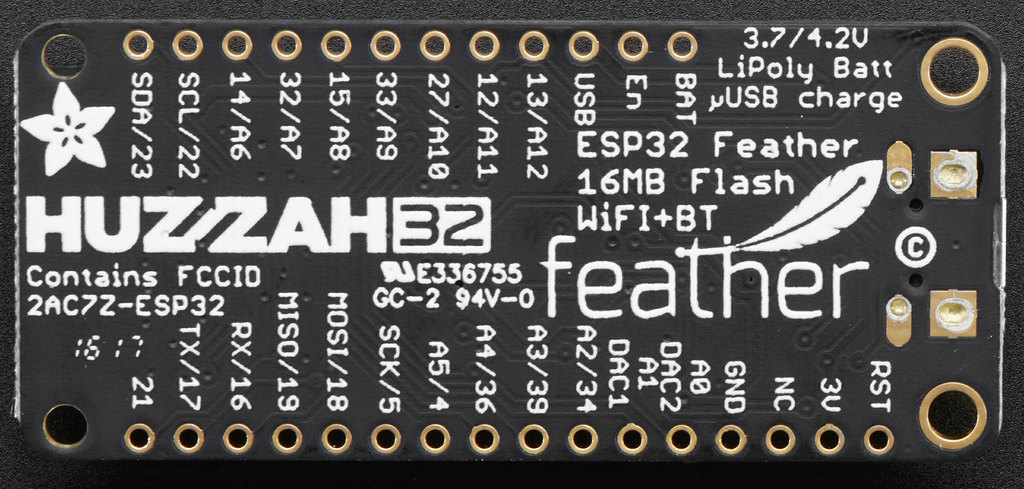 3.7/4.2V
LiPoly Batt
µUSB charge
SDA/23
SCL/22
14/A6
32/A7
15/A8
33/A9
27/A10
12/A11
13/A12
USB
En
BAT
ESP32 Feather
16MB Flash
WiFI+BT
HUZZAH32
feather
©
Contains FCCID
2AC7Z-ESP32
E336755
GC-2 94V-0
1617
21
TX/17
RX/16
MISO/19
MOSI/18
SCK/5
A5/4
A4/36
A3/39
A2/34
DAC1
A1
DAC2
A0
GND
NC
3V
RST